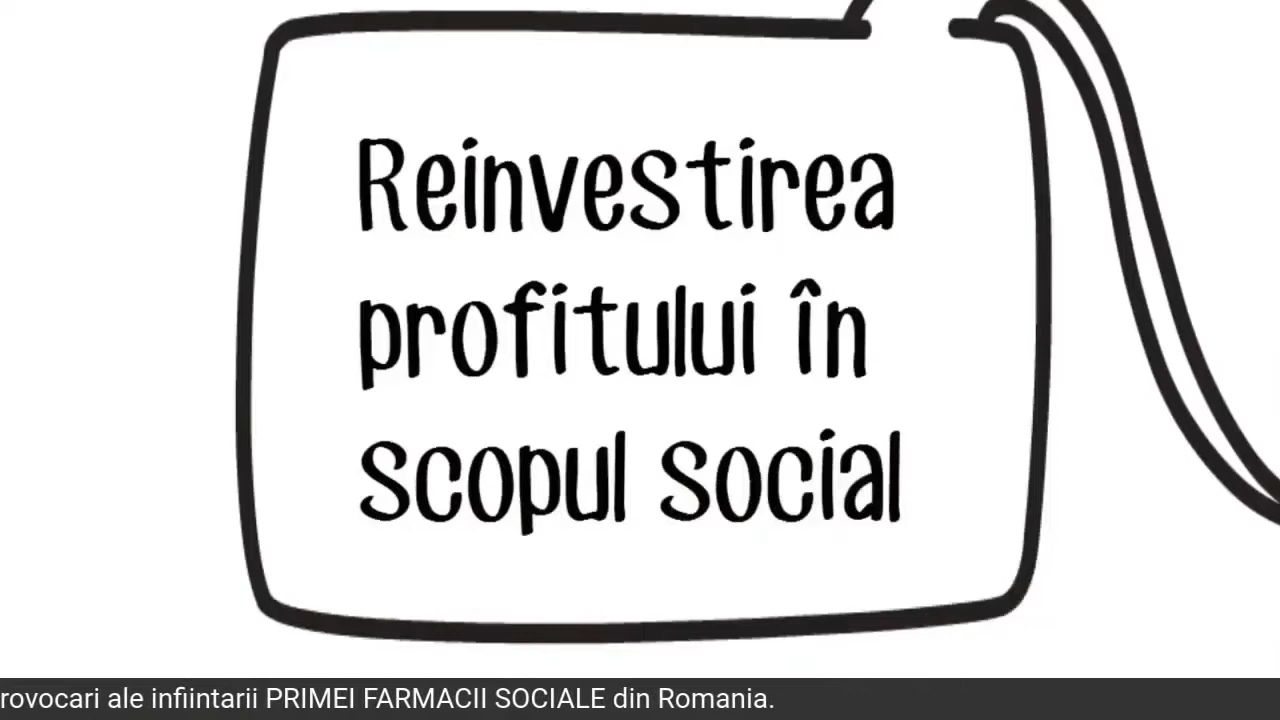 Reinvestirea
profitului în
scopul social
rovocari ale infiintarii PRIMEI FARMACII SOCIALE din Romania.